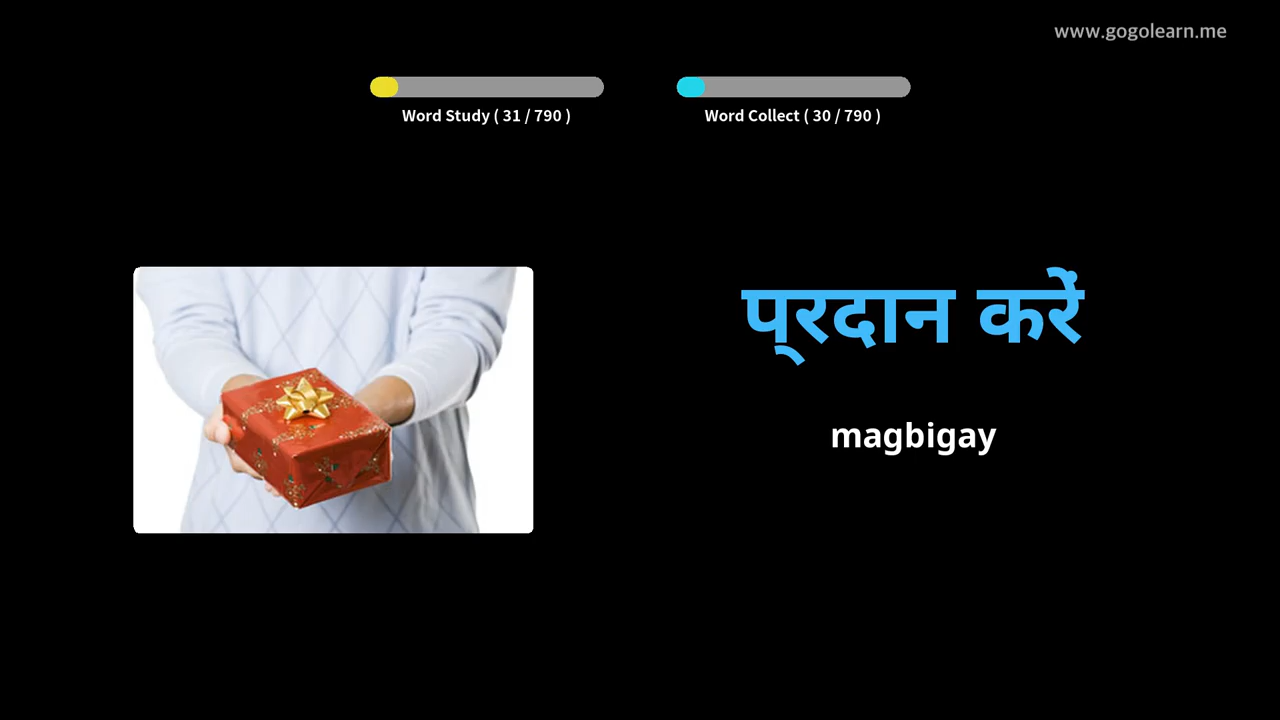 www.gogolearn.me
Word Study ( 31 / 790 )
Word Collect ( 30 / 790 )
प्रदान करें
magbigay